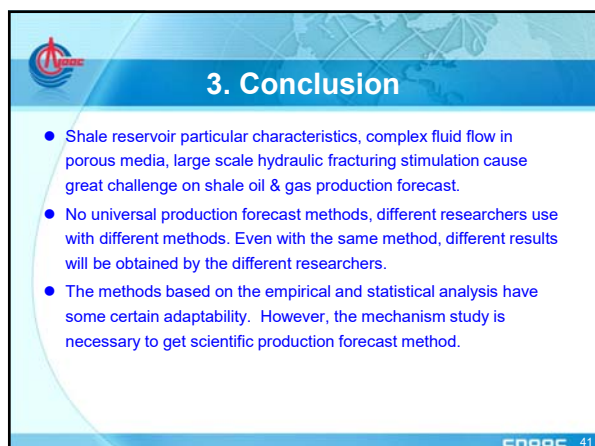 3. Conclusion
● Shale reservoir particular characteristics, complex fluid flow in
porous media, large scale hydraulic fracturing stimulation cause
great challenge on shale oil & gas production forecast.
● No universal production forecast methods, different researchers use
with different methods. Even with the same method, different results
will be obtained by the different researchers.
● The methods based on the empirical and statistical analysis have
some certain adaptability. However, the mechanism study is
necessary to get scientific production forecast method.
41